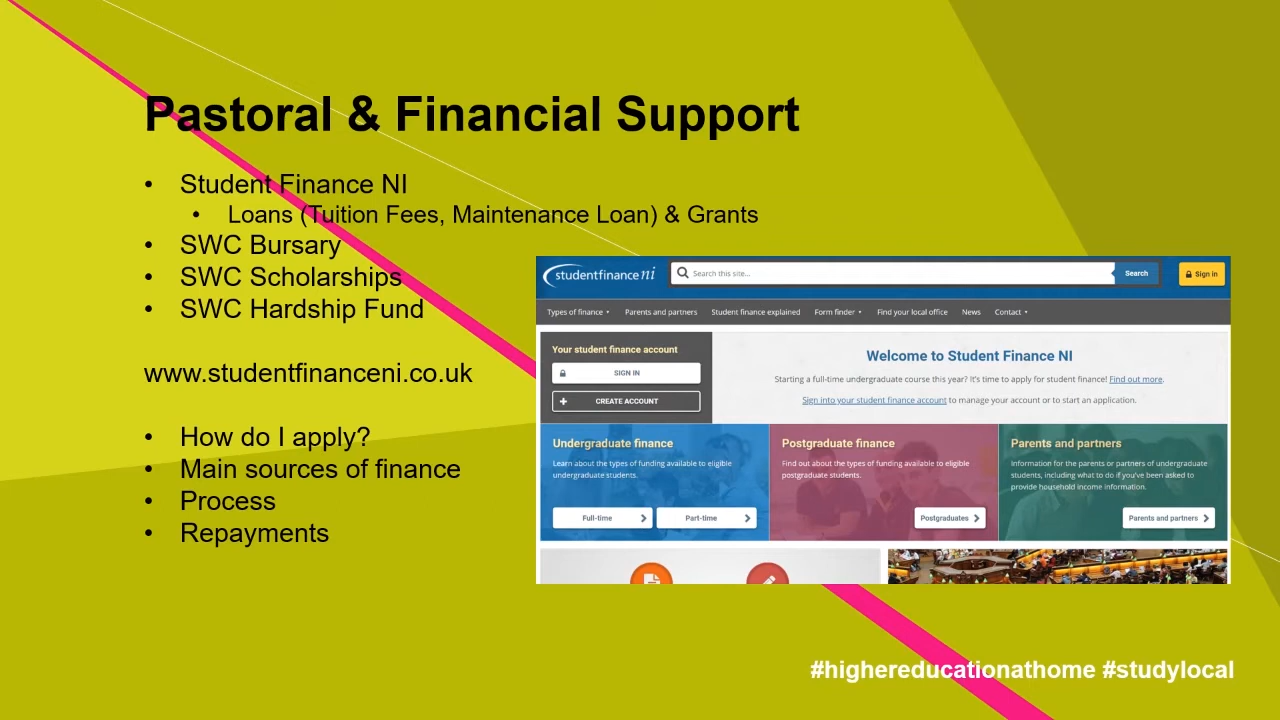 Pastoral & Financial Support
• Student Finance NI
• Loans (Tuition Fees, Maintenance Loan) & Grants
• SWC Bursary
• SWC Scholarships
• SWC Hardship Fund
www.studentfinanceni.co.uk
• How do I apply?
• Main sources of finance
• Process
• Repayments
studentfinance ni
Search this site...
Search
Sign in
Types of finance
Parents and partners
Student finance explained
Form finder
Find your local office
News
Contact
Your student finance account
SIGN IN
CREATE ACCOUNT
Welcome to Student Finance NI
Starting a full-time undergraduate course this year? It's time to apply for student finance! Find out more.
Sign into your student finance account to manage your account or to start an application.
Undergraduate finance
Learn about the types of funding available to eligible
undergraduate students.
Full-time
Part-time
Postgraduate finance
Find out about the types of funding available to eligible
postgraduate students.
Postgraduates
Parents and partners
Information for the parents or partners of undergraduate
students, including what to do if you've been asked to
provide household income information.
Parents and partners
#highereducationathome #studylocal